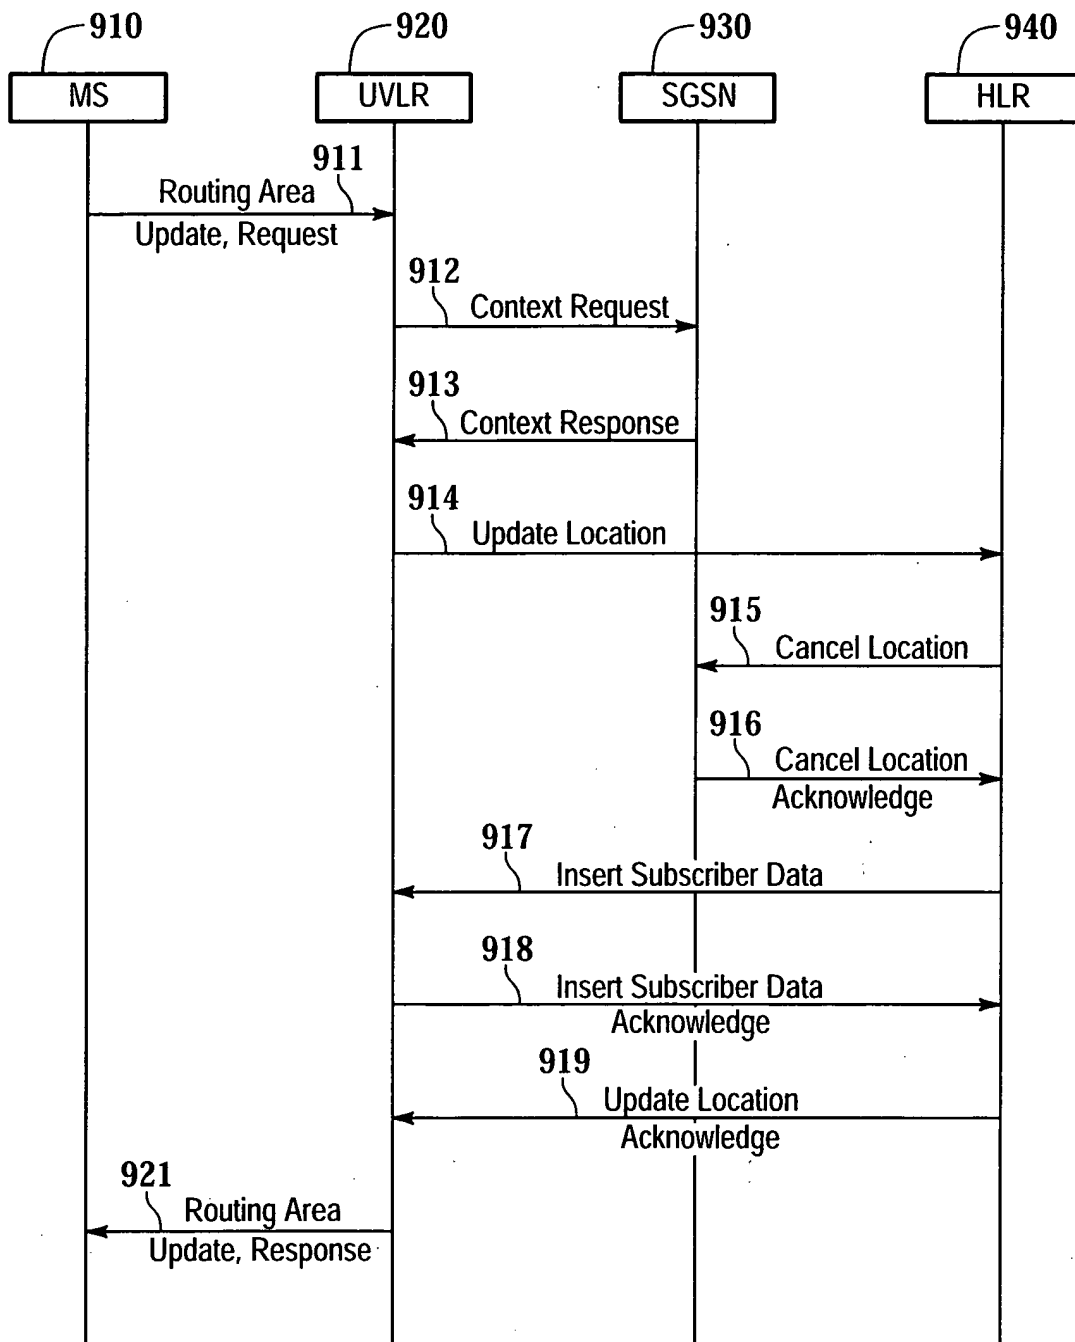 910
920
930
940
MS
UVLR
SGSN
HLR
911
Routing Area
Update, Request
912
Context Request
913
Context Response
914
Update Location
915
Cancel Location
916
Cancel Location
Acknowledge
917
Insert Subscriber Data
918
Insert Subscriber Data
Acknowledge
919
Update Location
Acknowledge
921
Routing Area
Update, Response